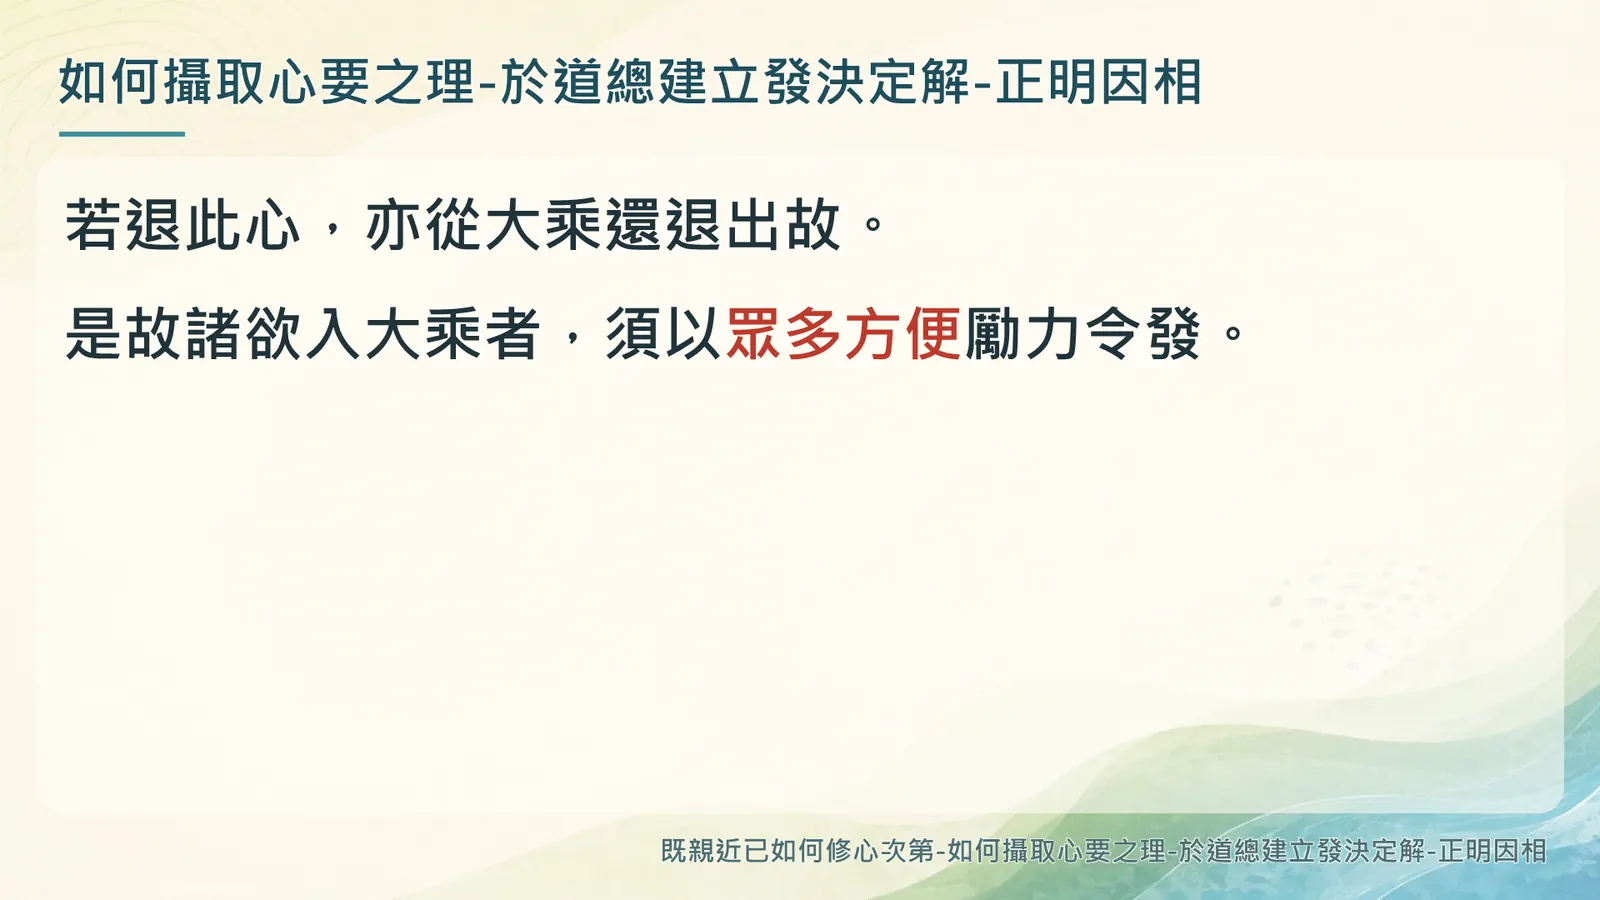 如何攝取心要之理-於道總建立發決定解-正明因相
若退此心，亦從大乘還退出故。
是故諸欲入大乘者，須以眾多方便勵力令發。
既親近已如何修心次第-如何攝取心要之理-於道總建立發決定解-正明因相